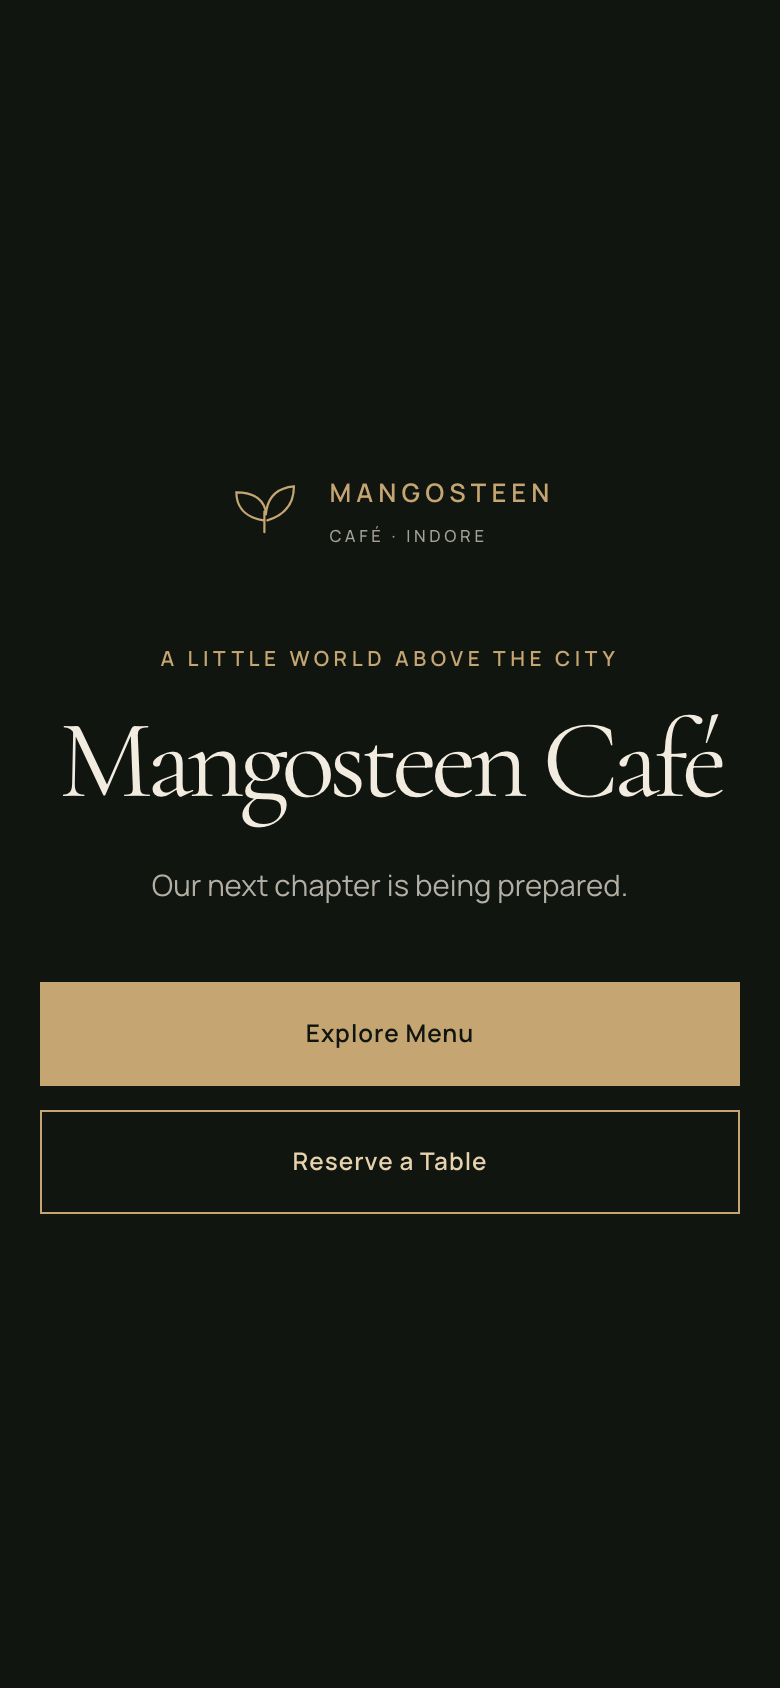 MANGOSTEEN
CAFÉ · INDORE
A LITTLE WORLD ABOVE THE CITY
Mangosteen Café
Our next chapter is being prepared.
Explore Menu
Reserve a Table